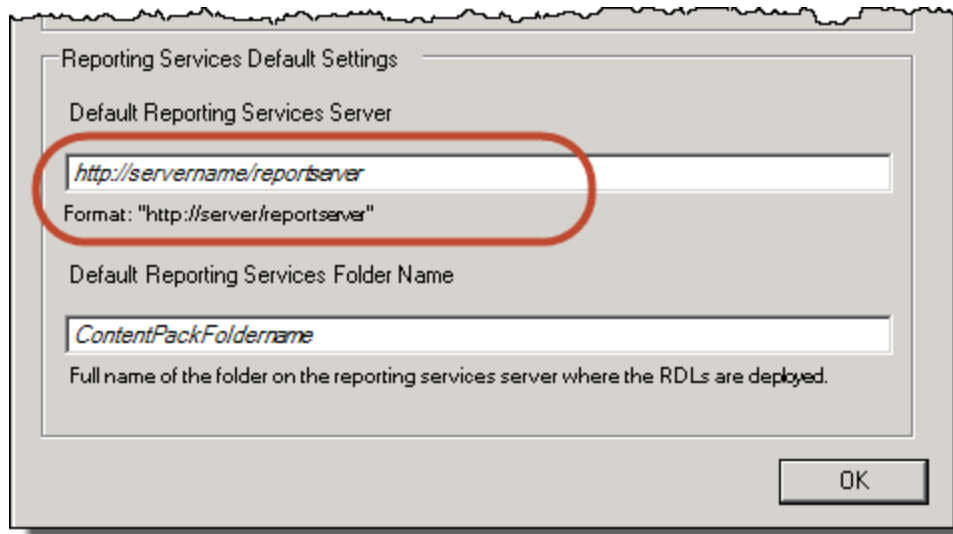 Reporting Services Default Settings
Default Reporting Services Server
http://servername/reportserver
Format: "http://server/reportserver"
Default Reporting Services Folder Name
ContentPackFoldername
Full name of the folder on the reporting services server where the RDLs are deployed.
OK